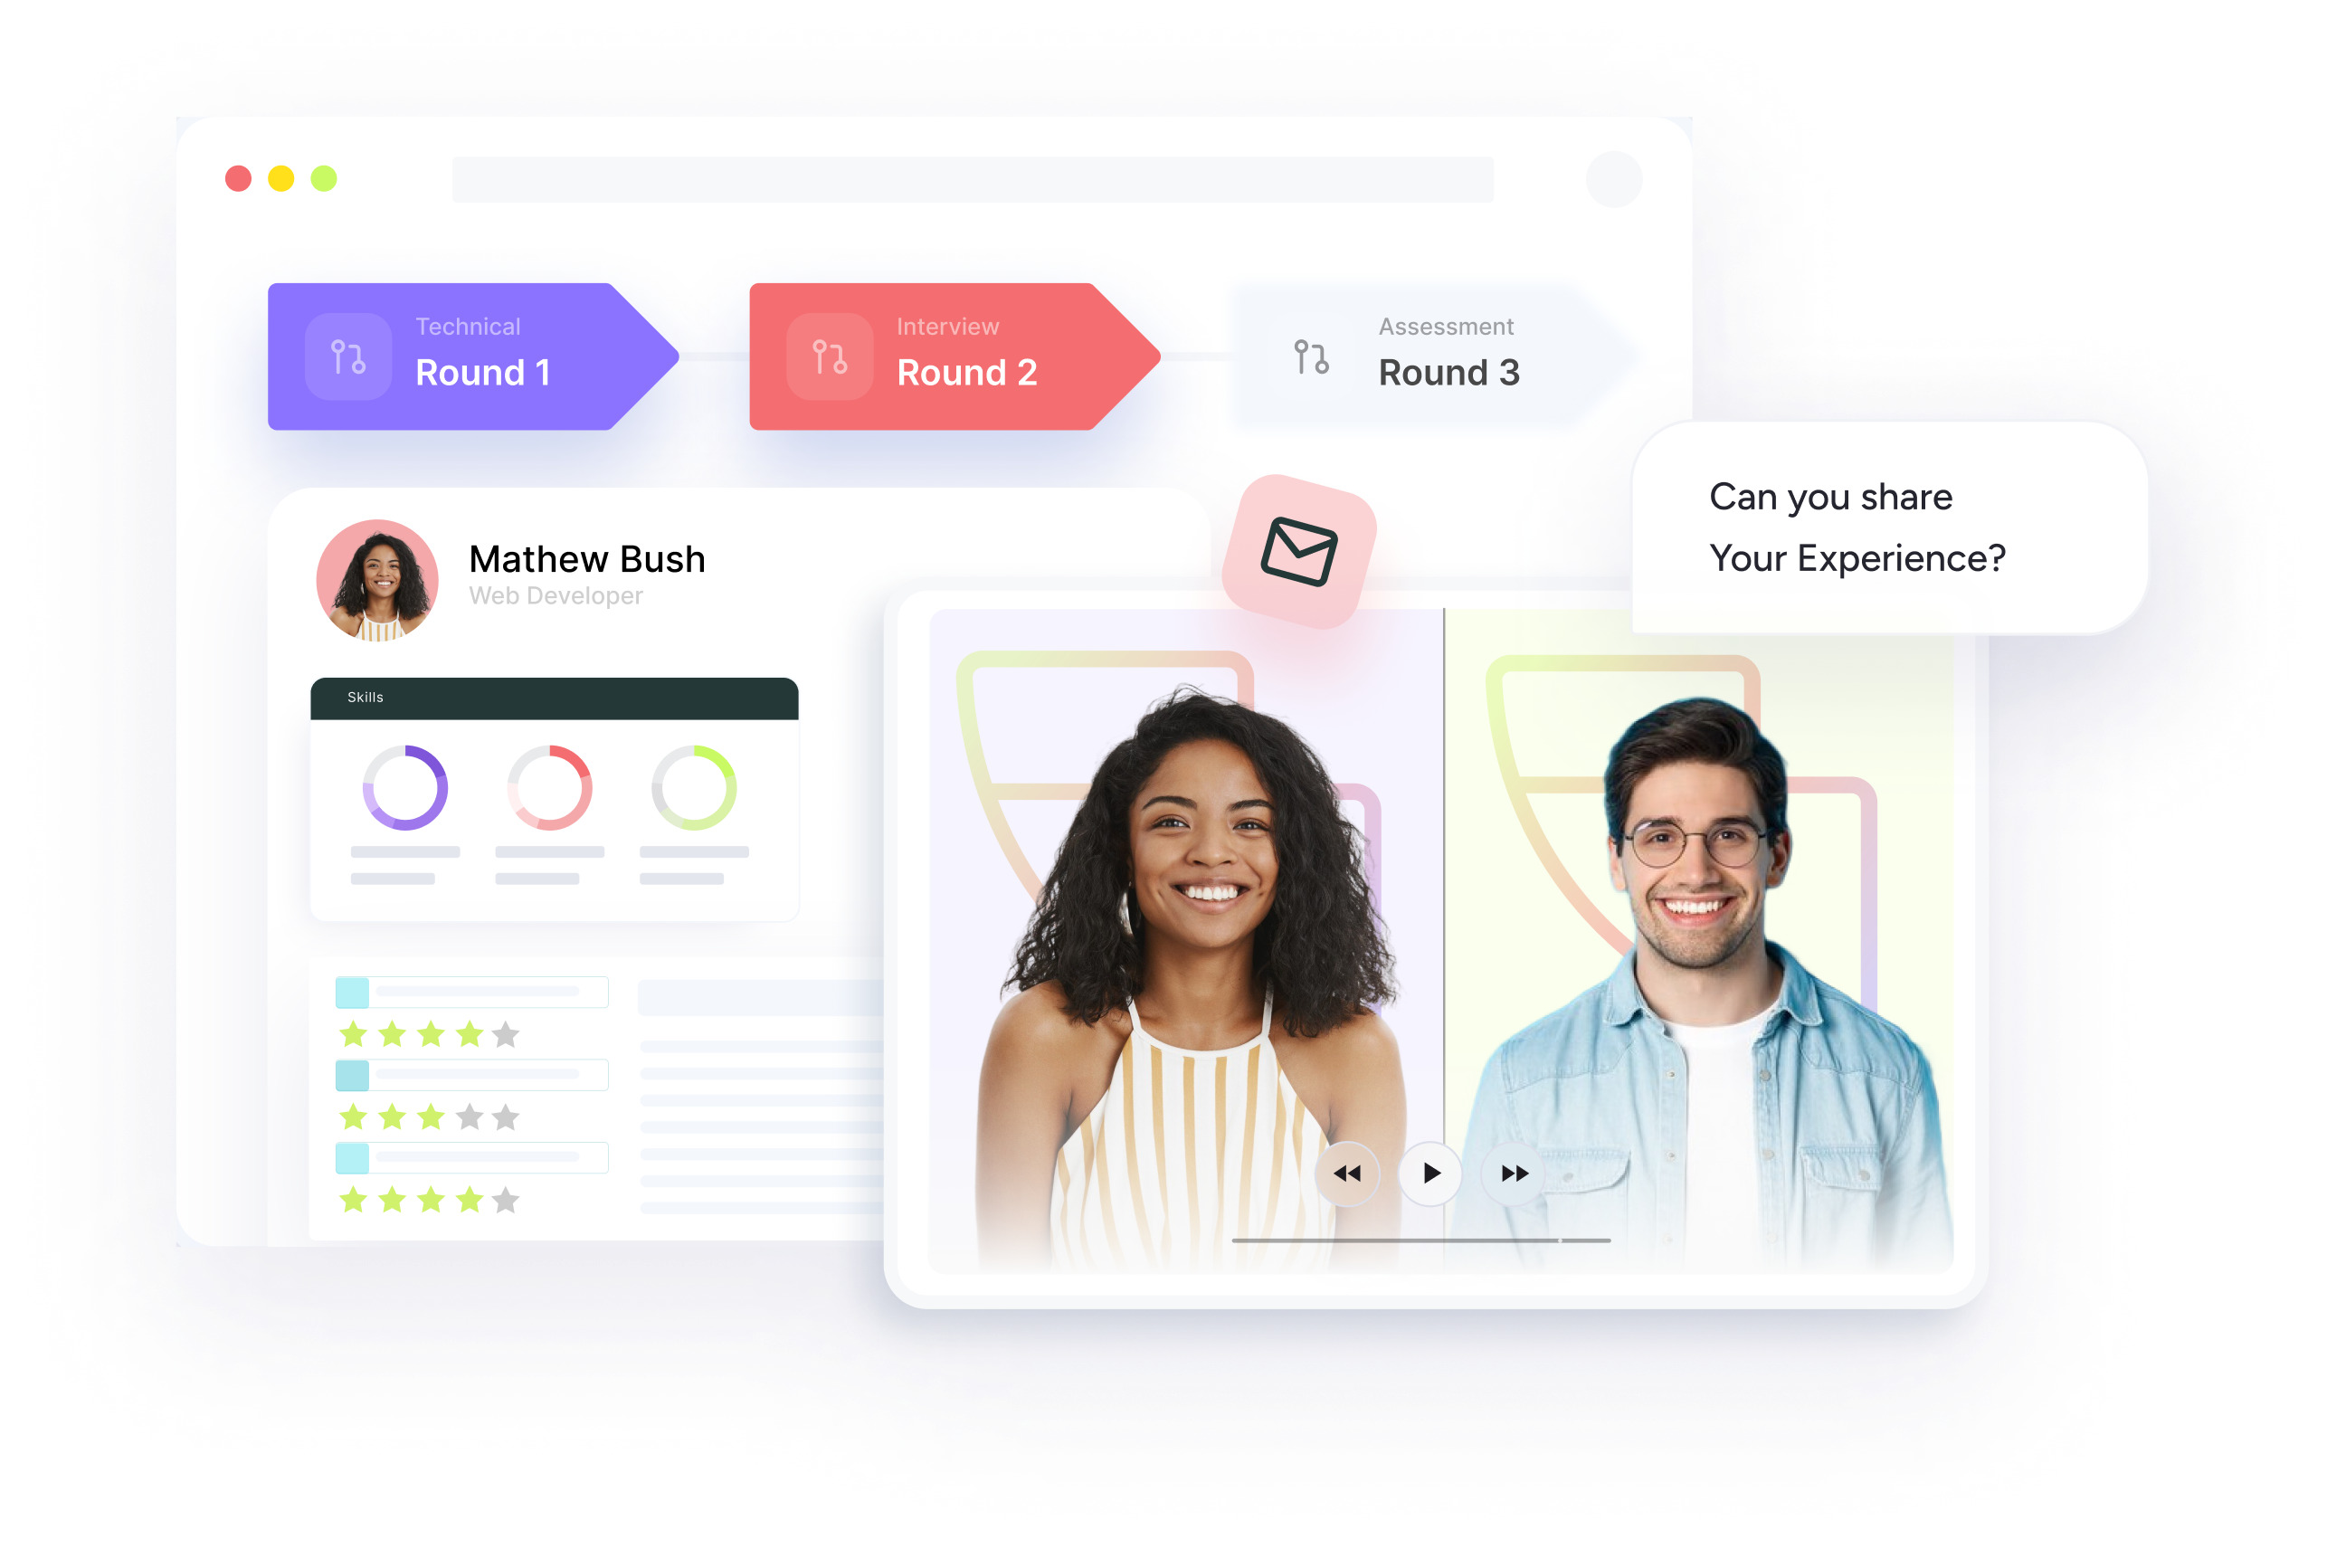 Technical
Round 1
Interview
Round 2
Assessment
Round 3
Can you share
Your Experience?
Mathew Bush
Web Developer
Skills